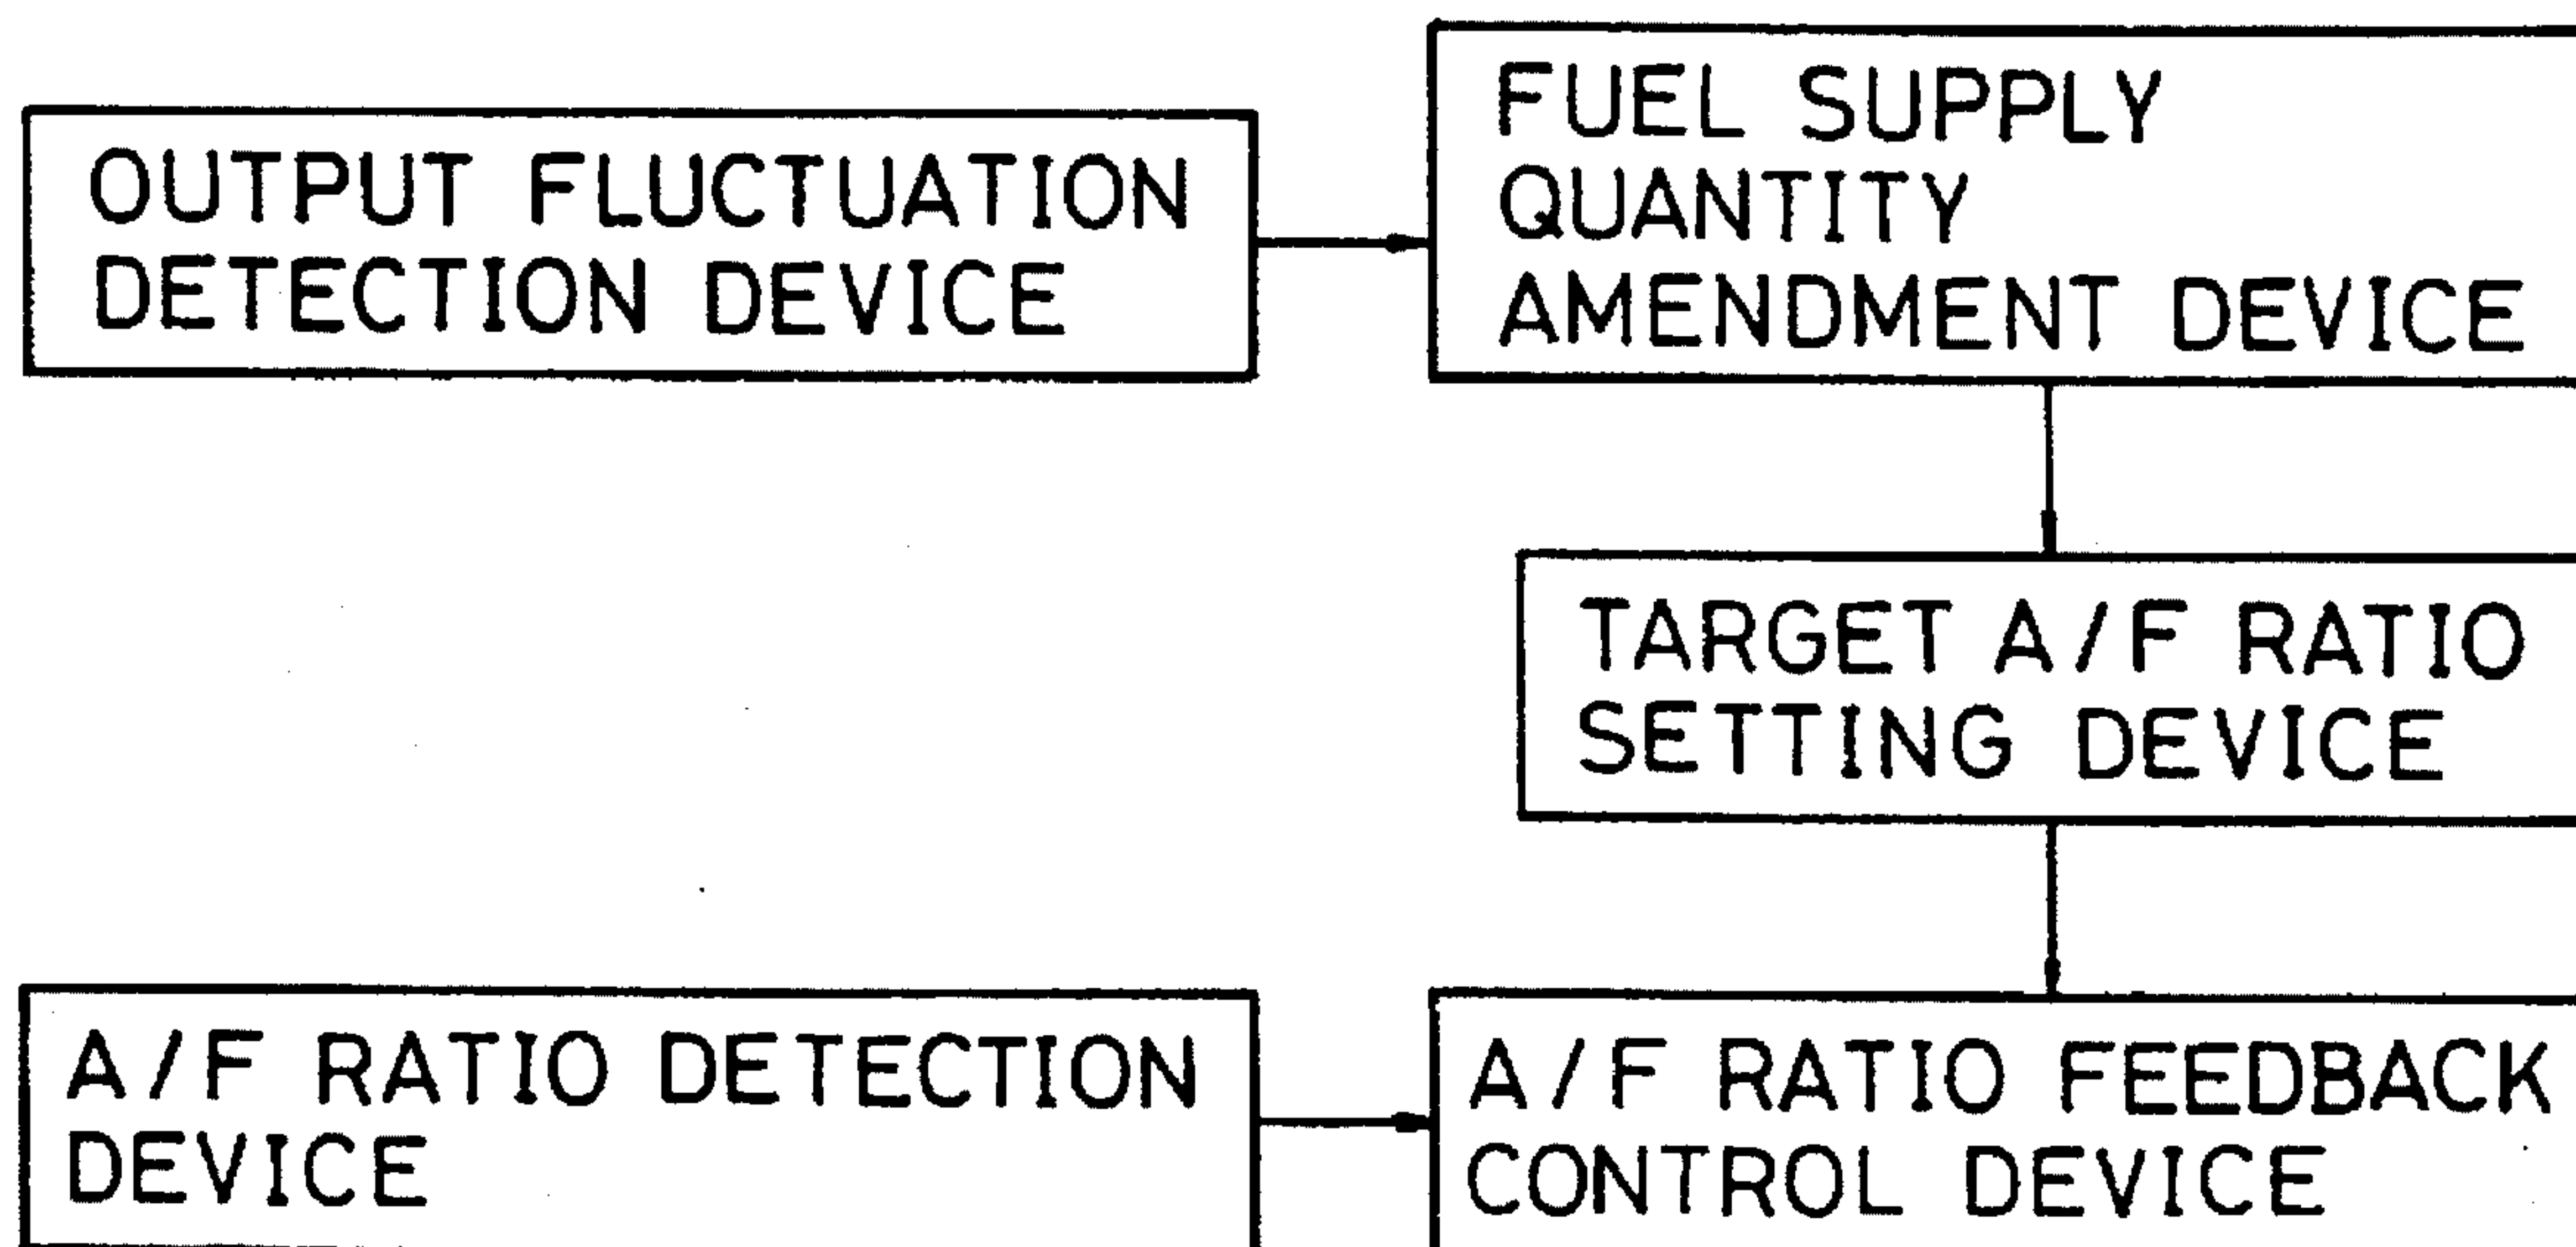 OUTPUT FLUCTUATION
DETECTION DEVICE
FUEL SUPPLY
QUANTITY
AMENDMENT DEVICE
TARGET A/F RATIO
SETTING DEVICE
A/F RATIO DETECTION
DEVICE
A/F RATIO FEEDBACK
CONTROL DEVICE